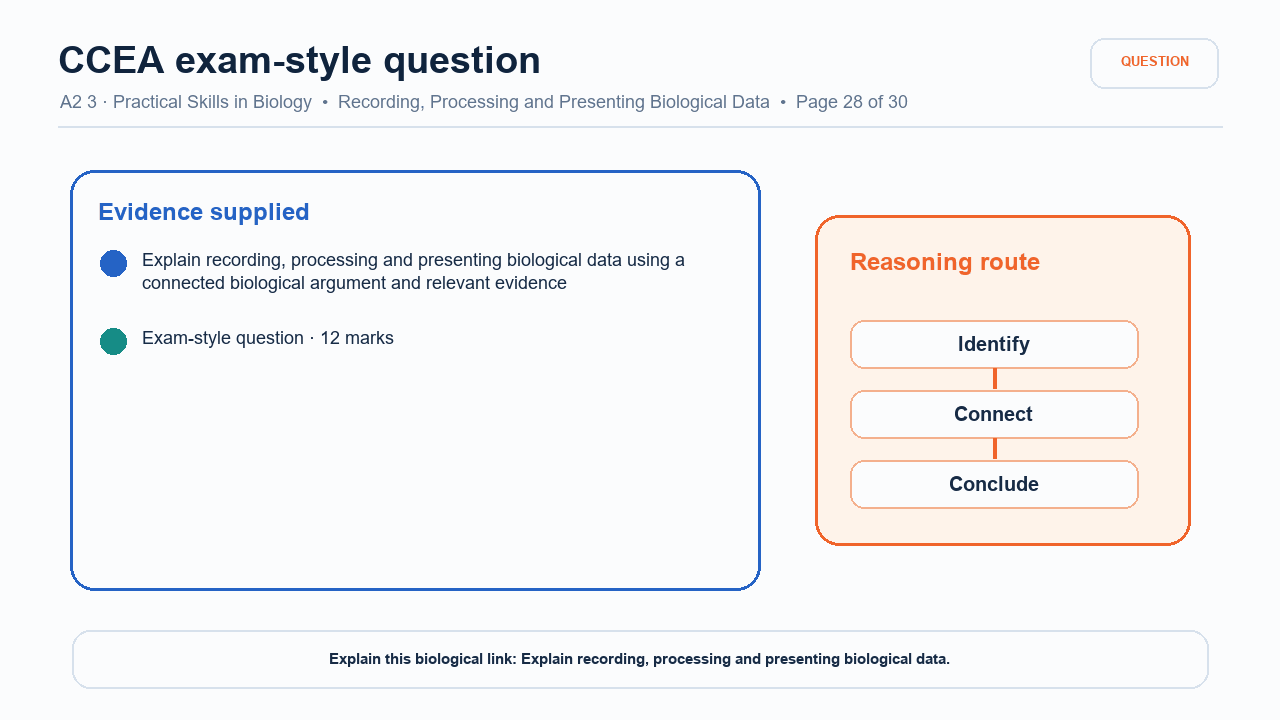 CCEA exam-style question
QUESTION
A2 3 · Practical Skills in Biology • Recording, Processing and Presenting Biological Data • Page 28 of 30
Evidence supplied
Explain recording, processing and presenting biological data using a
connected biological argument and relevant evidence
Exam-style question · 12 marks
Reasoning route
Identify
Connect
Conclude
Explain this biological link: Explain recording, processing and presenting biological data.